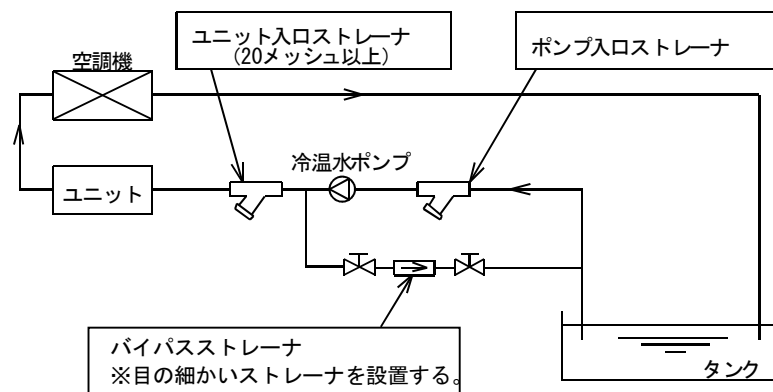 ユニット入口ストレーナ
(20メッシュ以上)
ポンプ入口ストレーナ
空調機
冷温水ポンプ
ユニット
バイパスストレーナ
※目の細かいストレーナを設置する。
タンク